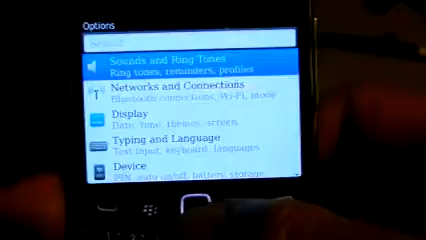 Options
Search
Sounds and Ring Tones
Ring tones, reminders, profiles
Networks and Connections
Bluetooth connections, Wi-Fi, mobile
Display
Date, time, themes, screen
Typing and Language
Text input, keyboard, languages
Device
PIN, auto on/off, battery, storage